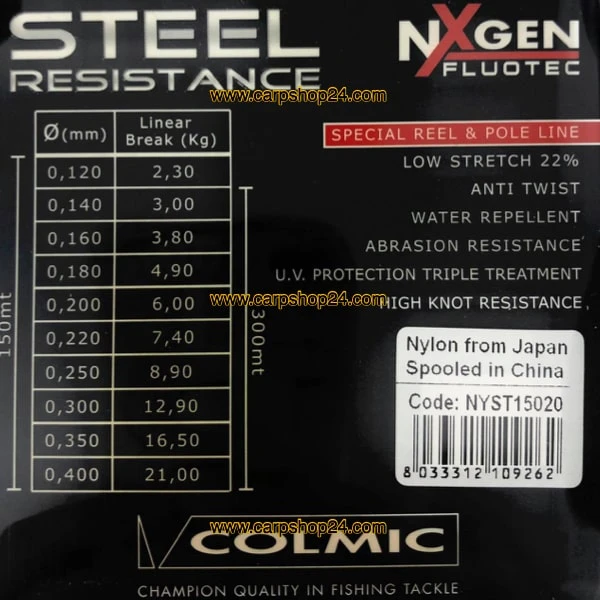 STEEL
RESISTANCE
NXGEN
FLUOTEC
www.carpshop24.com
Ø(mm) Linear Break (Kg)
0,120 2,30
0,140 3,00
0,160 3,80
0,180 4,90
0,200 6,00
0,220 7,40
0,250 8,90
0,300 12,90
0,350 16,50
0,400 21,00
150mt
300mt
SPECIAL REEL & POLE LINE
LOW STRETCH 22%
ANTI TWIST
WATER REPELLENT
ABRASION RESISTANCE
U.V. PROTECTION TRIPLE TREATMENT
HIGH KNOT RESISTANCE
www.carpshop24.com
Nylon from Japan
Spooled in China
Code: NYST15020
8 033312 109262
www.carpshop24.com
COLMIC
CHAMPION QUALITY IN FISHING TACKLE
www.carpshop24.com